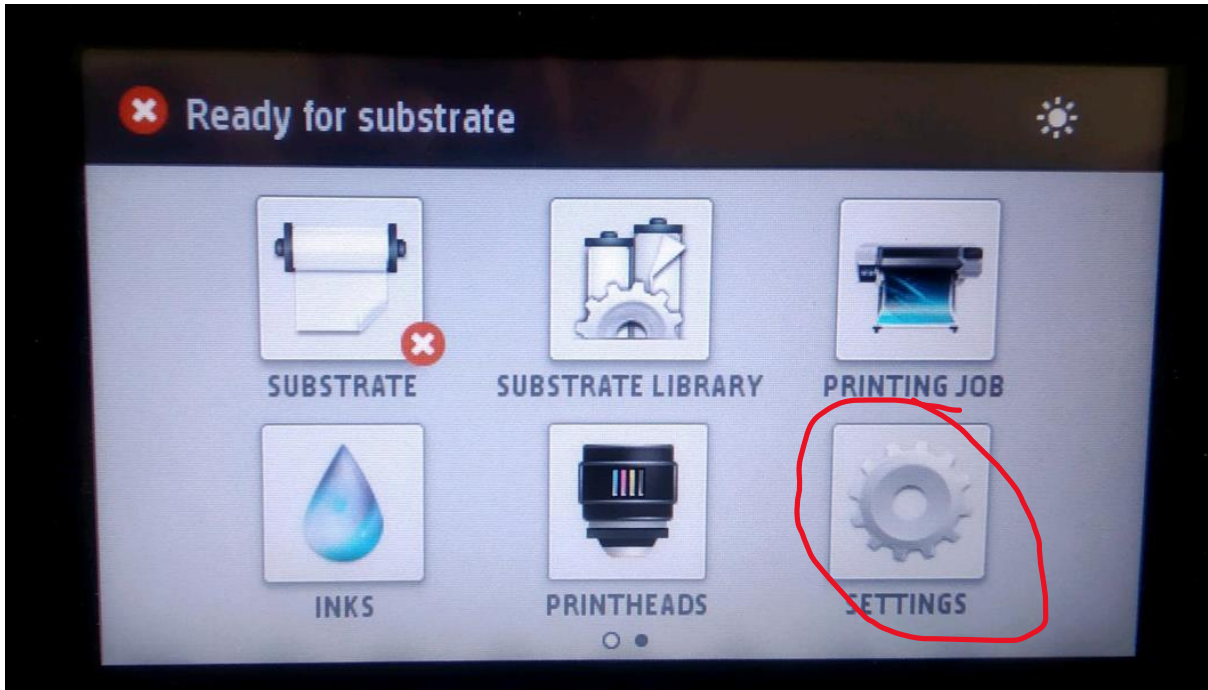 Ready for substrate
SUBSTRATE
SUBSTRATE LIBRARY
PRINTING JOB
INKS
PRINTHEADS
SETTINGS